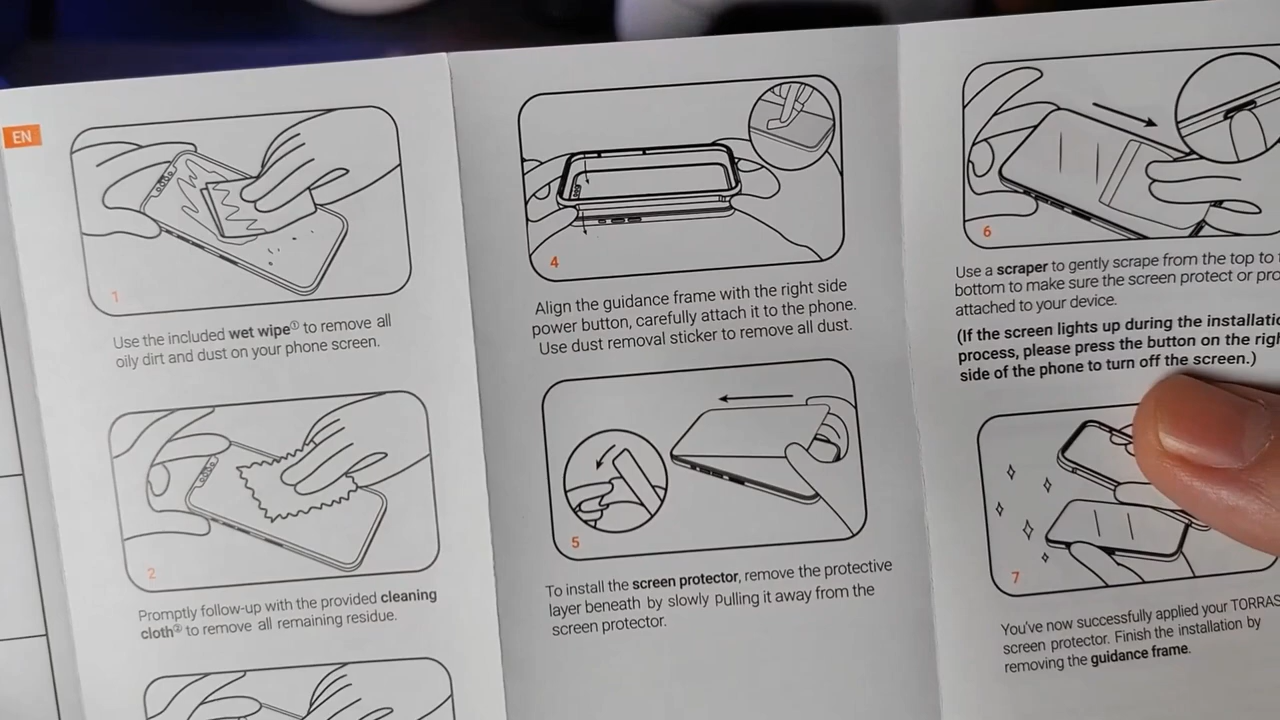 EN
1
Use the included wet wipe① to remove all
oily dirt and dust on your phone screen.
2
Promptly follow-up with the provided cleaning
cloth② to remove all remaining residue.
4
Align the guidance frame with the right side
power button, carefully attach it to the phone.
Use dust removal sticker to remove all dust.
5
To install the screen protector, remove the protective
layer beneath by slowly Pulling it away from the
screen protector.
6
Use a scraper to gently scrape from the top to
bottom to make sure the screen protect or
attached to your device.
(If the screen lights up during the
process, please press the button on the
side of the phone to turn off the screen.)
7
You've now successfully applied your TORRAS
screen protector. Finish the installation by
removing the guidance frame.